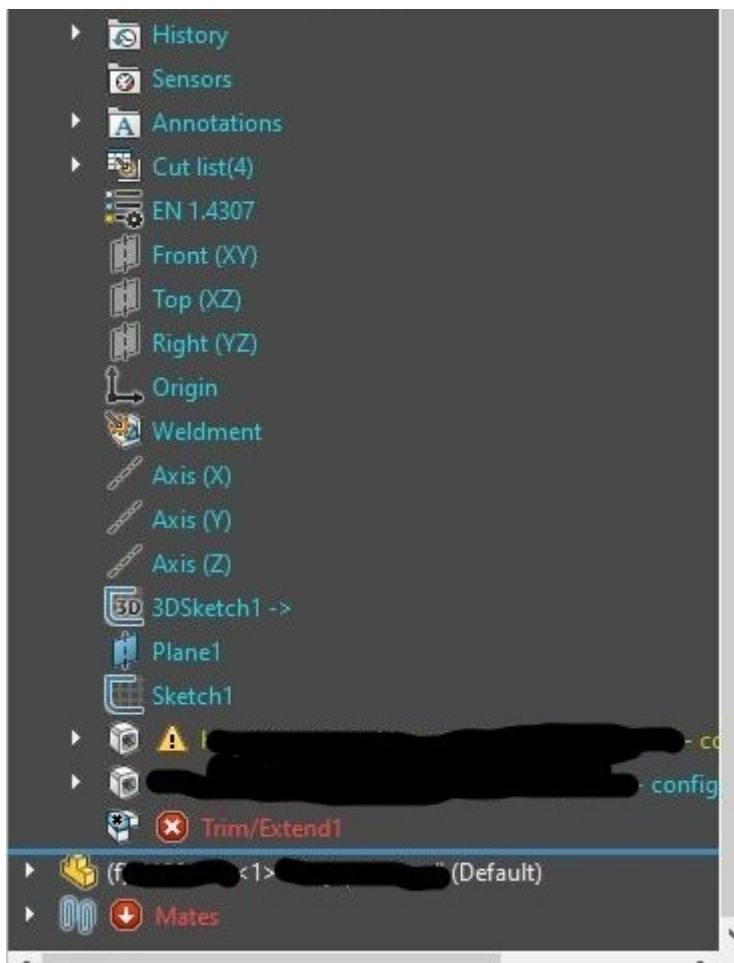 History
Sensors
Annotations
Cut list(4)
EN 1.4307
Front (XY)
Top (XZ)
Right (YZ)
Origin
Weldment
Axis (X)
Axis (Y)
Axis (Z)
3DSketch1 ->
Plane1
Sketch1
- co
- config
Trim/Extend1
(f) <1> " (Default)
Mates